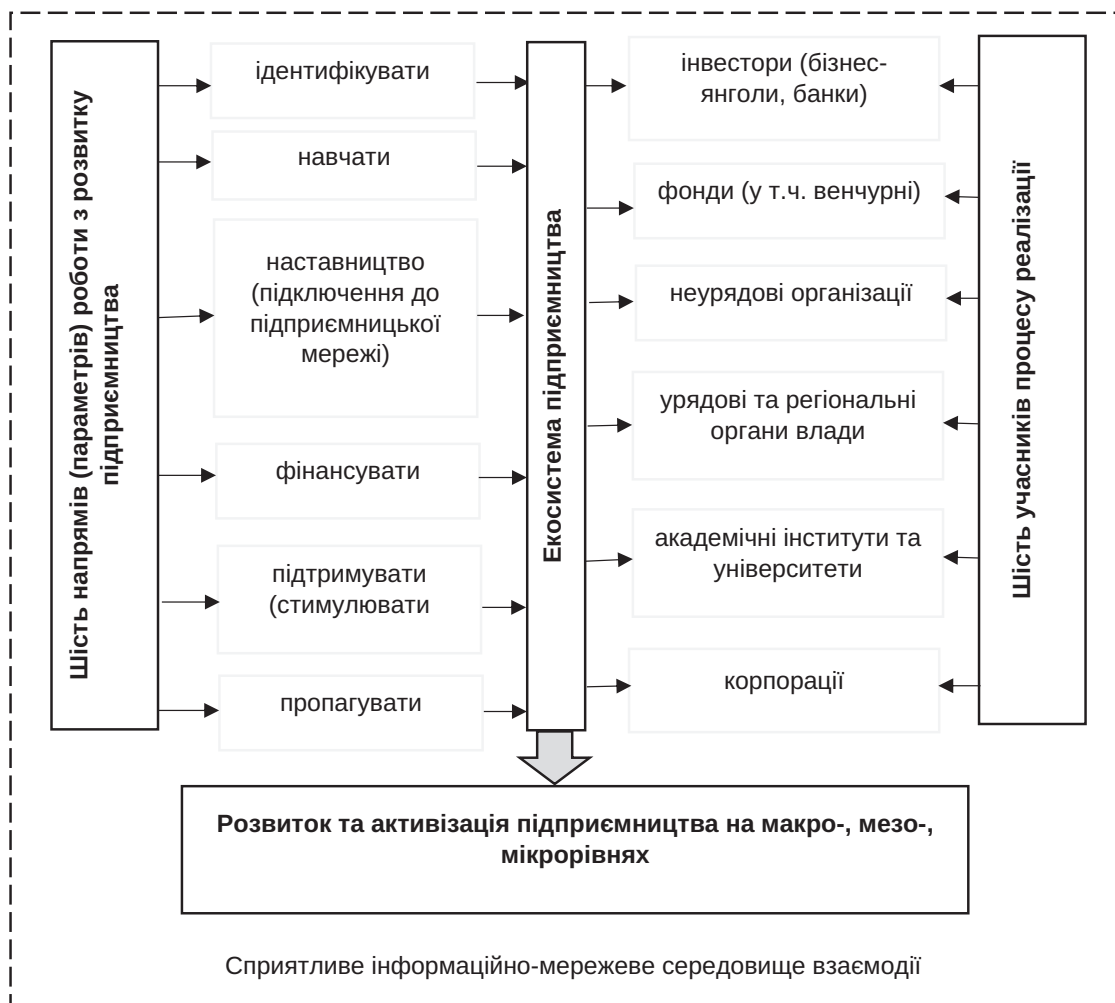 Шість напрямів (параметрів) роботи з розвитку
підприємництва
ідентифікувати
навчати
наставництво
(підключення до
підприємницької
мережі)
фінансувати
підтримувати
(стимулювати
пропагувати
Екосистема підприємництва
інвестори (бізнес-
янголи, банки)
фонди (у т.ч. венчурні)
неурядові організації
урядові та регіональні
органи влади
академічні інститути та
університети
корпорації
Шість учасників процесу реалізації
Розвиток та активізація підприємництва на макро-, мезо-,
мікрорівнях
Сприятливе інформаційно-мережеве середовище взаємодії